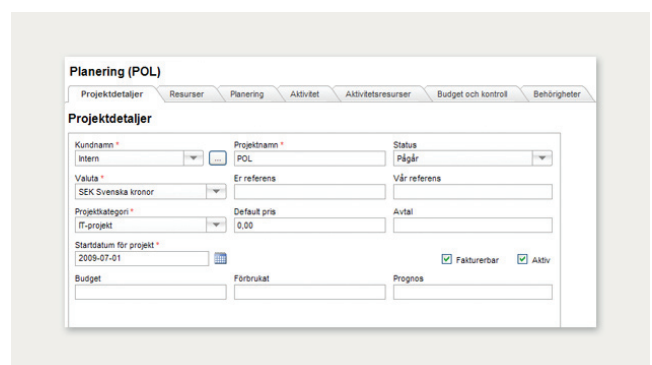 Planering (POL)
Projektdetaljer Resurser Planering Aktivitet Aktivitetsresurser Budget och kontroll Behörigheter
Projektdetaljer
Kundnamn * Projektnamn * Status
Intern ... POL Pågår
Valuta * Er referens Vår referens
SEK Svenska kronor
Projektkategori * Default pris Avtal
IT-projekt 0,00
Startdatum för projekt *
2009-07-01 Fakturerbar Aktiv
Budget Förbrukat Prognos